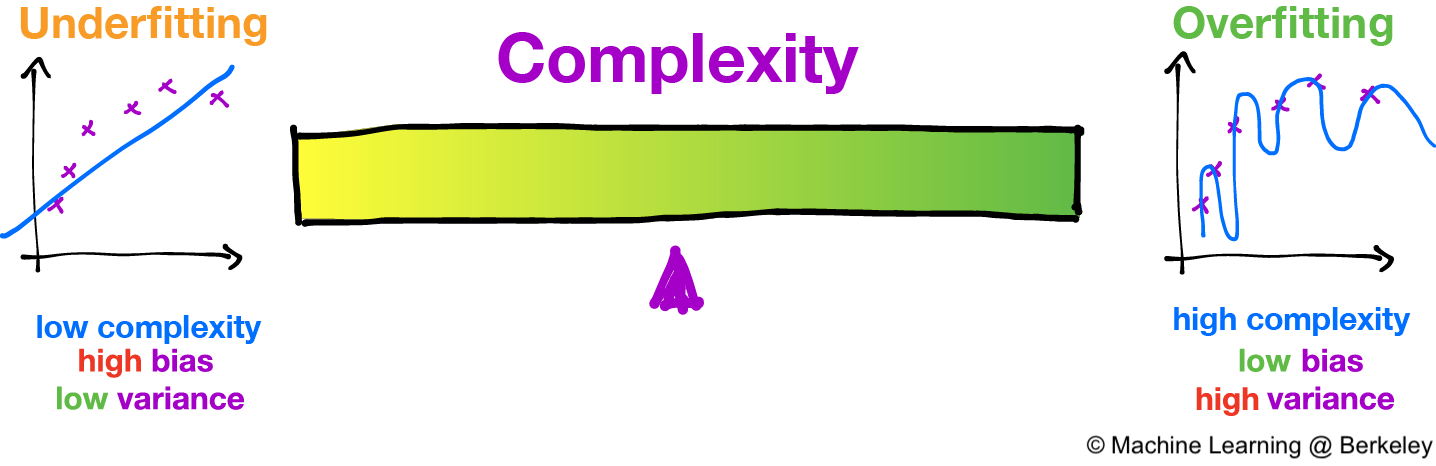 Underfitting
Complexity
Overfitting
low complexity
high bias
low variance
high complexity
low bias
high variance
© Machine Learning @ Berkeley